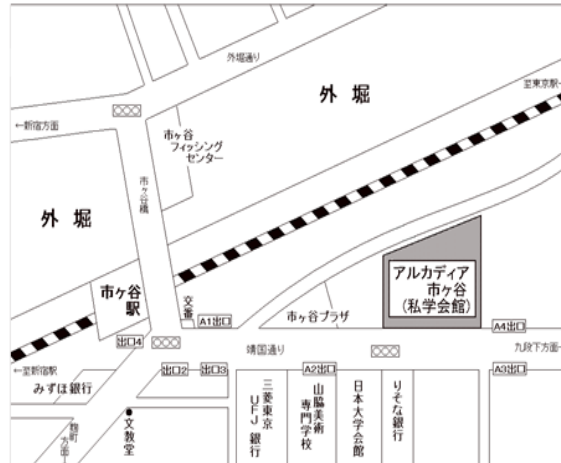 外堀通り
至東京駅→
外 堀
←新宿方面
市ヶ谷
フィッシング
センター
市ヶ谷橋
外 堀
アルカディア
市ヶ谷
(私学会館)
市ヶ谷
駅
交番
A1出口
市ヶ谷プラザ
A4出口
出口4
靖国通り
九段下方面→
←至新宿駅
出口2
出口3
A2出口
A3出口
みずほ銀行
麹町
方面
文教堂
三菱東京
UFJ 銀行
山脇美術
専門学校
日本大学会館
りそな銀行